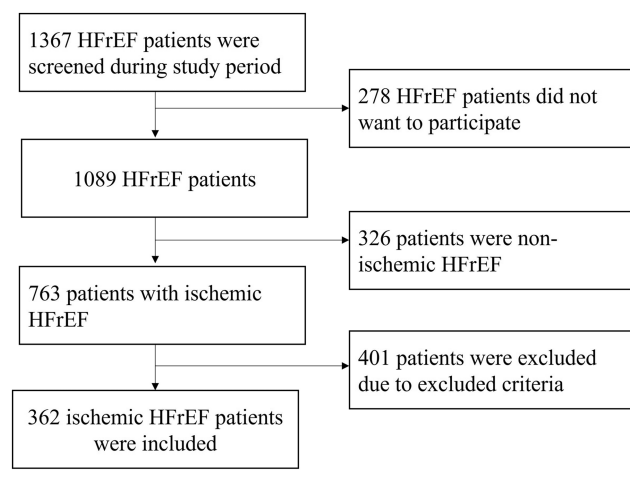 1367 HFrEF patients were
screened during study period
278 HFrEF patients did not
want to participate
1089 HFrEF patients
326 patients were non-
ischemic HFrEF
763 patients with ischemic
HFrEF
401 patients were excluded
due to excluded criteria
362 ischemic HFrEF patients
were included